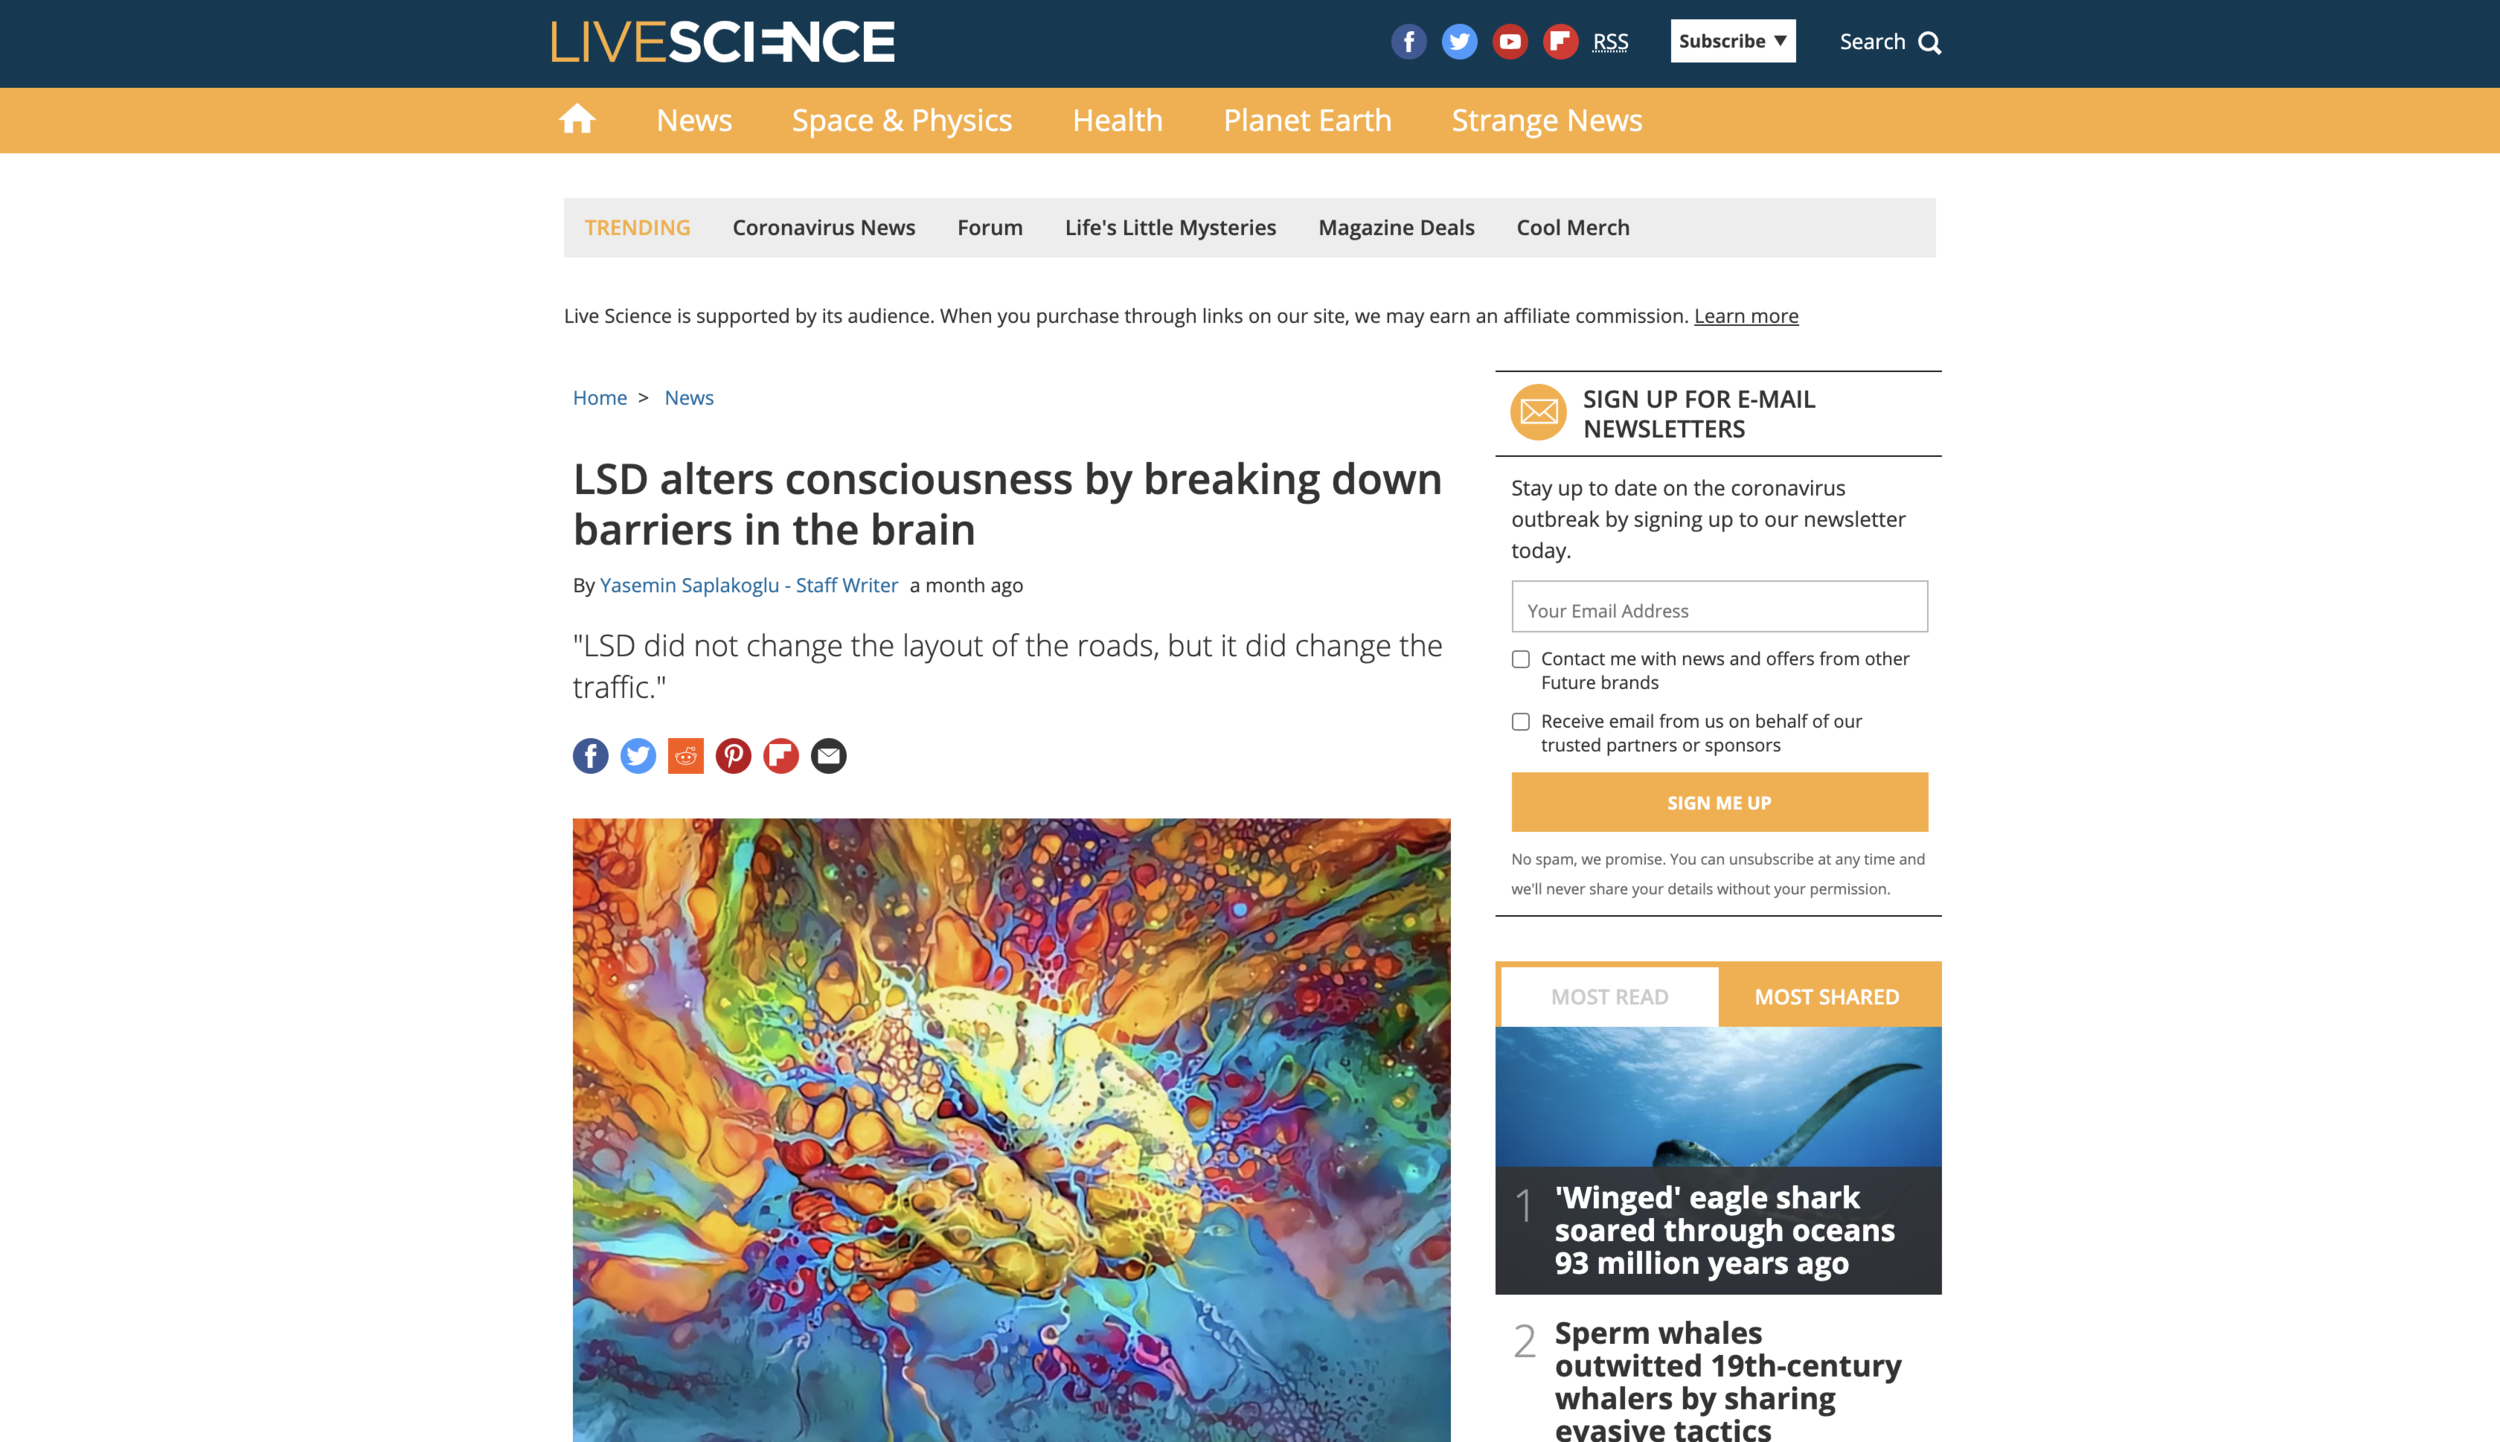 LIVESCIENCE
RSS
Subscribe ▼
Search
News
Space & Physics
Health
Planet Earth
Strange News
TRENDING
Coronavirus News
Forum
Life's Little Mysteries
Magazine Deals
Cool Merch
Live Science is supported by its audience. When you purchase through links on our site, we may earn an affiliate commission. Learn more
Home > News
LSD alters consciousness by breaking down
barriers in the brain
By Yasemin Saplakoglu - Staff Writer a month ago
"LSD did not change the layout of the roads, but it did change the
traffic."
SIGN UP FOR E-MAIL
NEWSLETTERS
Stay up to date on the coronavirus
outbreak by signing up to our newsletter
today.
Your Email Address
Contact me with news and offers from other
Future brands
Receive email from us on behalf of our
trusted partners or sponsors
SIGN ME UP
No spam, we promise. You can unsubscribe at any time and
we'll never share your details without your permission.
MOST READ
MOST SHARED
1
'Winged' eagle shark
soared through oceans
93 million years ago
2
Sperm whales
outwitted 19th-century
whalers by sharing
evasive tactics